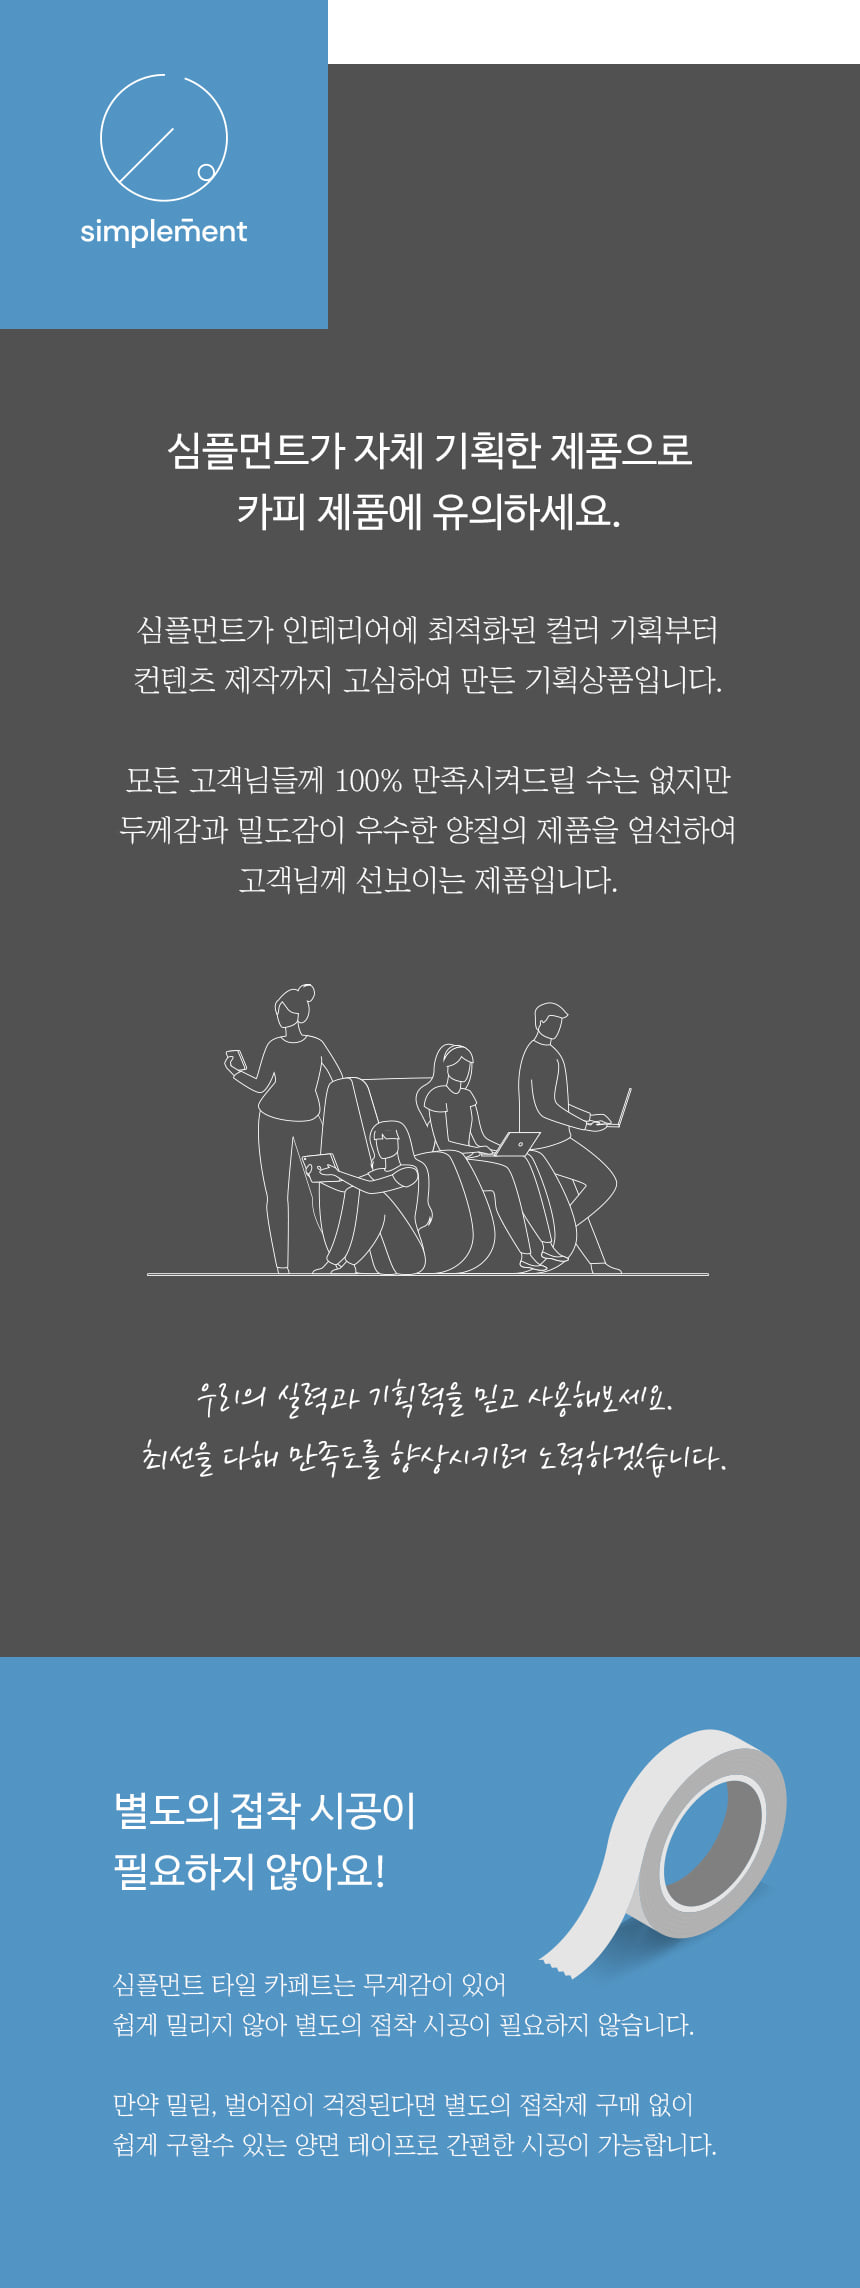 simplement
심플먼트가 자체 기획한 제품으로
카피 제품에 유의하세요.
심플먼트가 인테리어에 최적화된 컬러 기획부터
컨텐츠 제작까지 고심하여 만든 기획상품입니다.
모든 고객님들께 100% 만족시켜드릴 수는 없지만
두께감과 밀도감이 우수한 양질의 제품을 엄선하여
고객님께 선보이는 제품입니다.
우리의 실력과 기획력을 믿고 사용해보세요.
최선을 다해 만족도를 향상시키려 노력하겠습니다.
별도의 접착 시공이
필요하지 않아요!
심플먼트 타일 카페트는 무게감이 있어
쉽게 밀리지 않아 별도의 접착 시공이 필요하지 않습니다.
만약 밀림, 벌어짐이 걱정된다면 별도의 접착제 구매 없이
쉽게 구할수 있는 양면 테이프로 간편한 시공이 가능합니다.